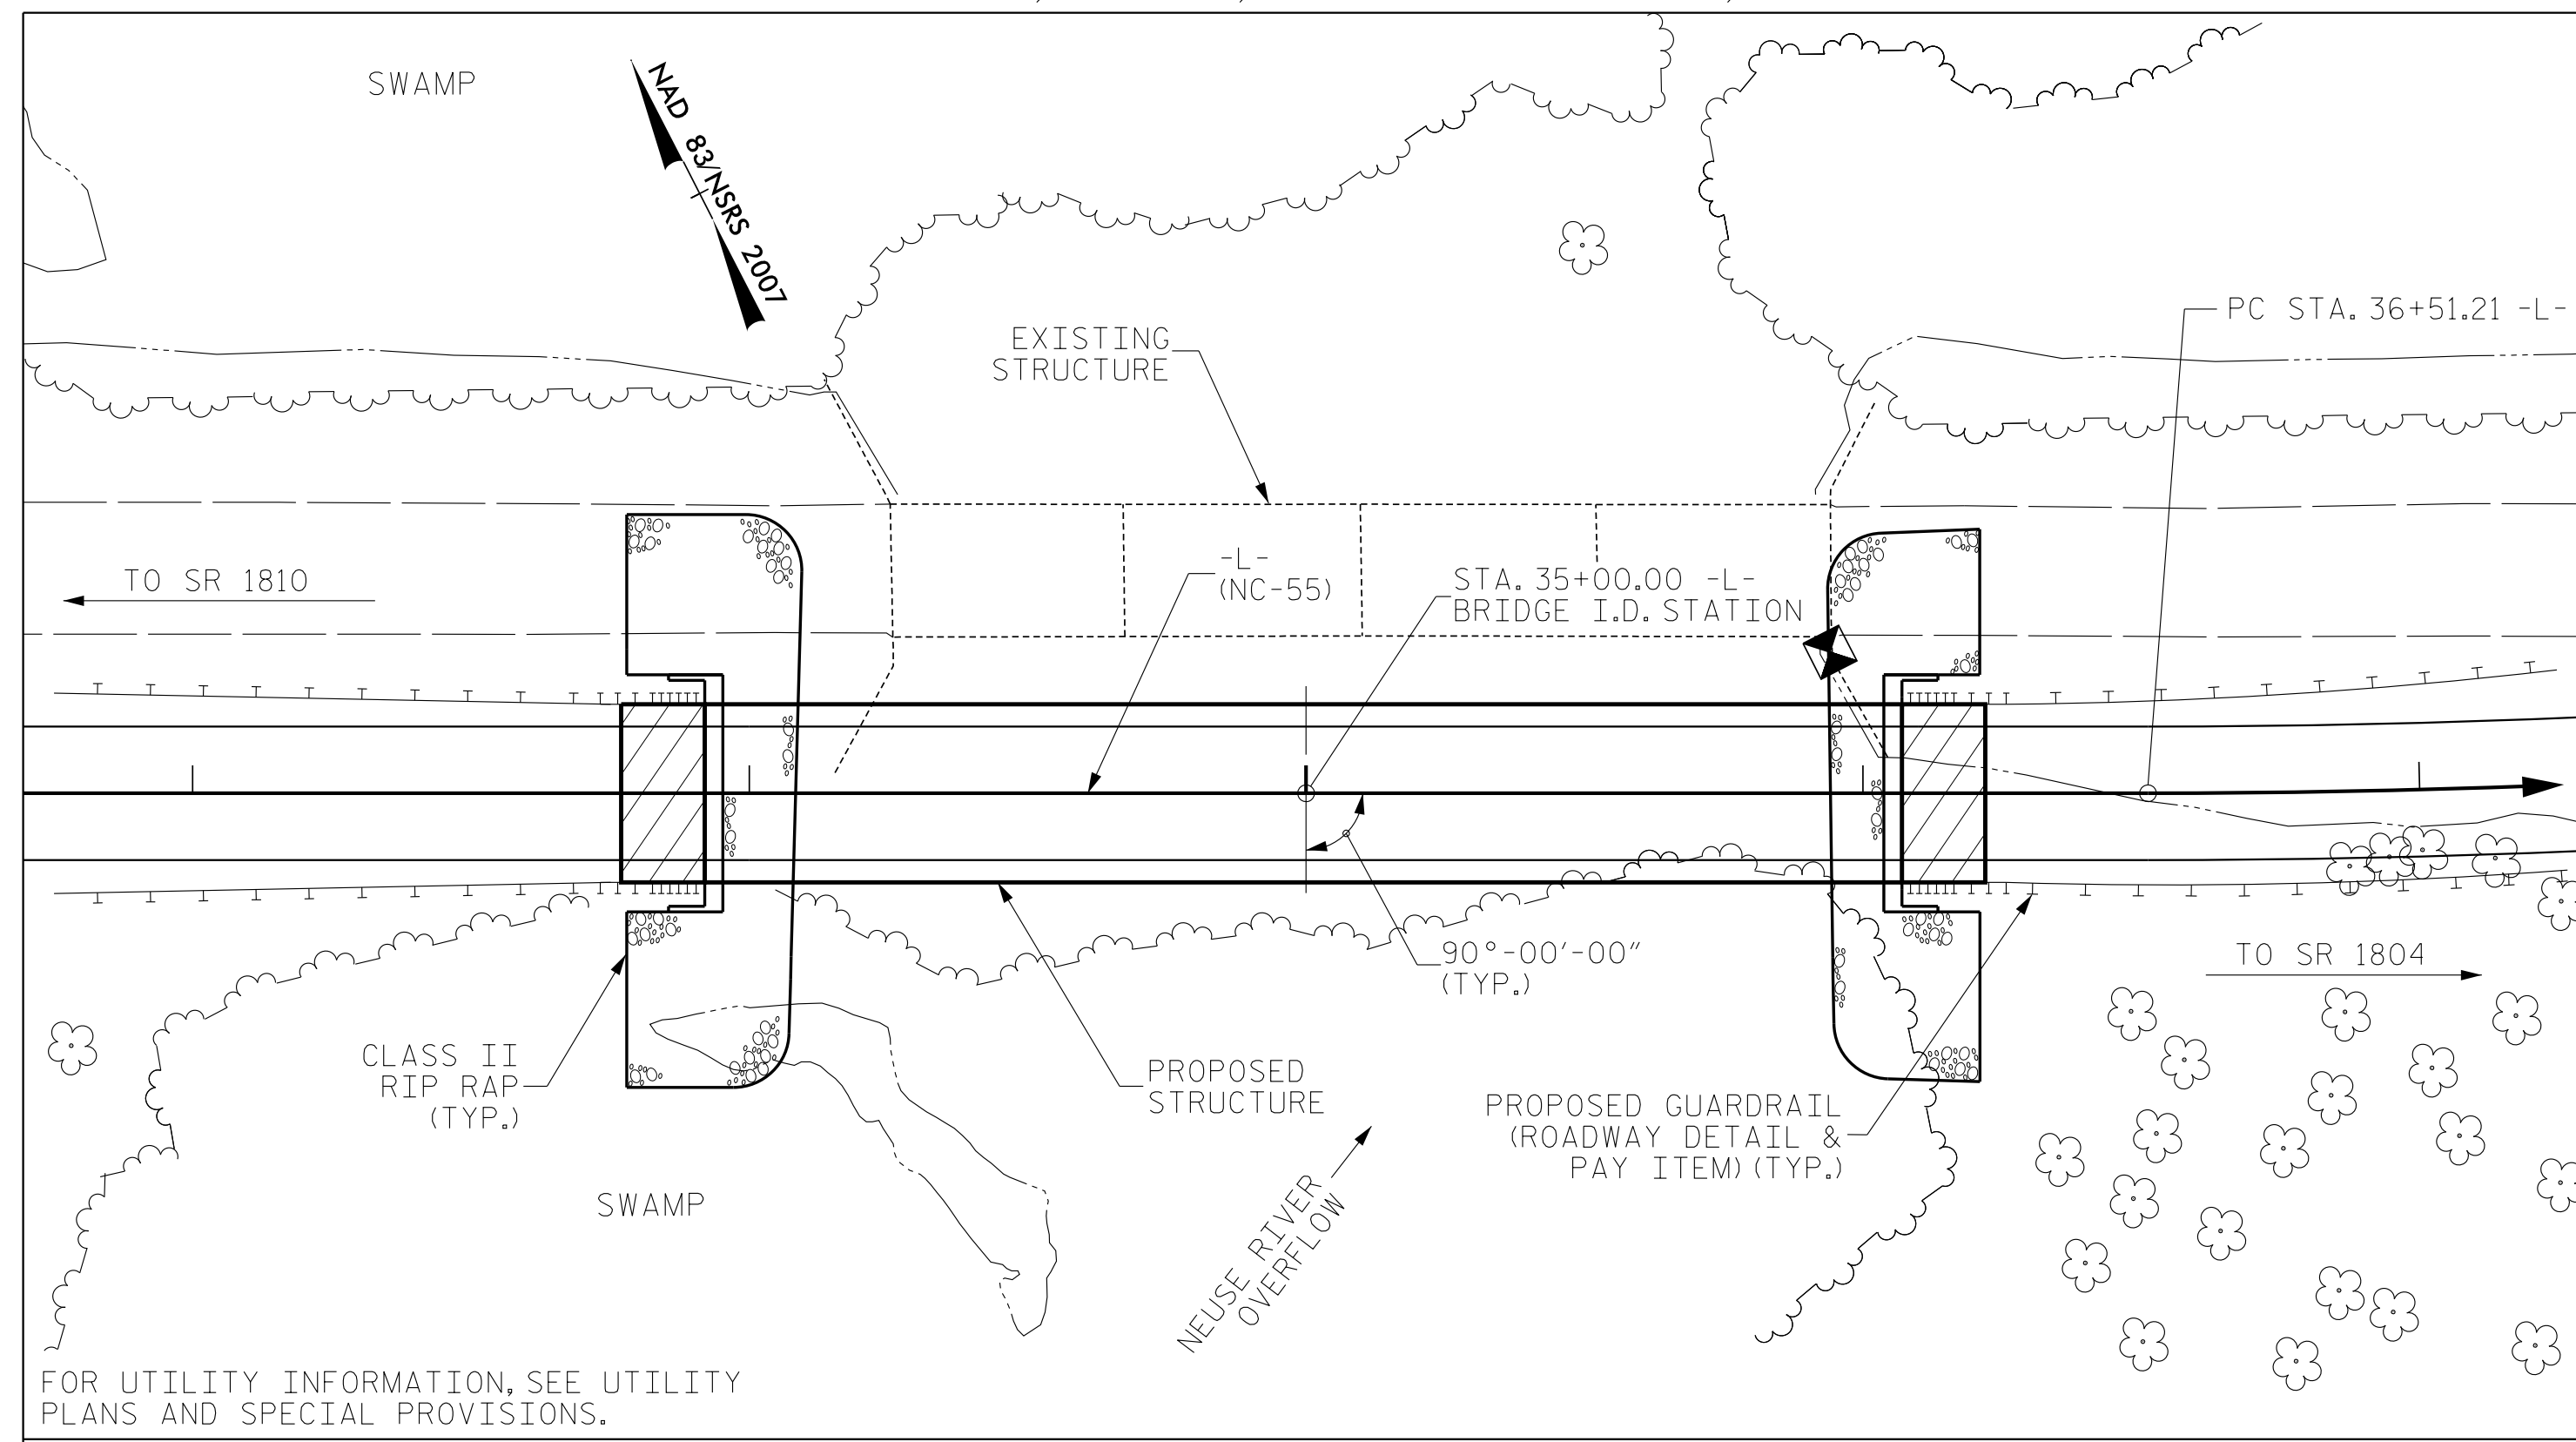 SWAMP
NAD 83/NSRS 2007
EXISTING
STRUCTURE
PC STA. 36+51.21 -L-
TO SR 1810
-L-
(NC-55)
STA. 35+00.00 -L-
BRIDGE I.D. STATION
90°-00'-00"
(TYP.)
TO SR 1804
CLASS II
RIP RAP
(TYP.)
PROPOSED
STRUCTURE
PROPOSED GUARDRAIL
(ROADWAY DETAIL &
PAY ITEM) (TYP.)
SWAMP
NEUSE RIVER
OVERFLOW
FOR UTILITY INFORMATION, SEE UTILITY
PLANS AND SPECIAL PROVISIONS.